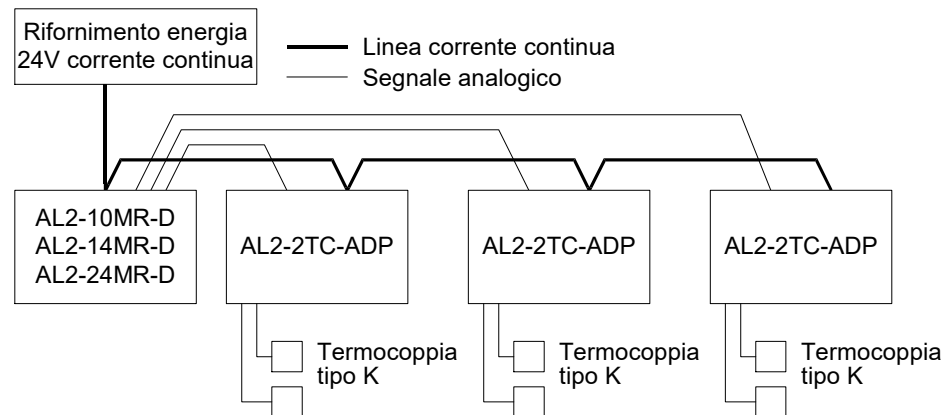 Rifornimento energia
24V corrente continua
Linea corrente continua
Segnale analogico
AL2-10MR-D
AL2-14MR-D
AL2-24MR-D
AL2-2TC-ADP
AL2-2TC-ADP
AL2-2TC-ADP
Termocoppia
tipo K
Termocoppia
tipo K
Termocoppia
tipo K